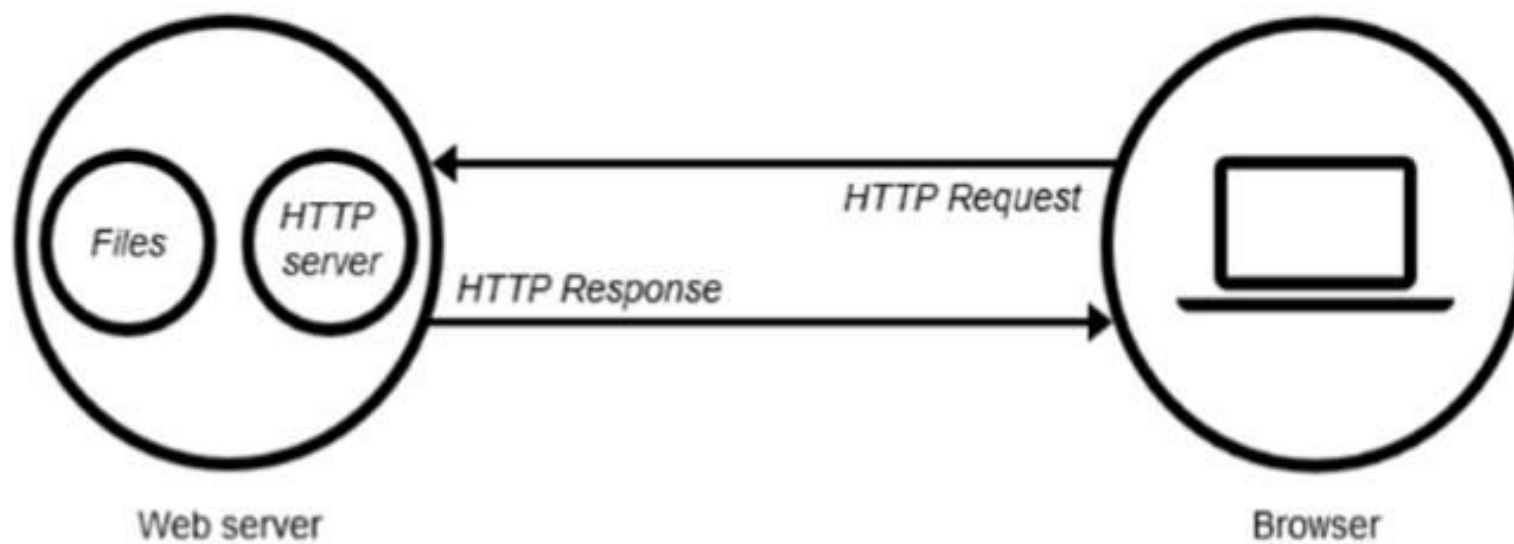 HTTP Request
Files
HTTP
server
HTTP Response
Web server
Browser